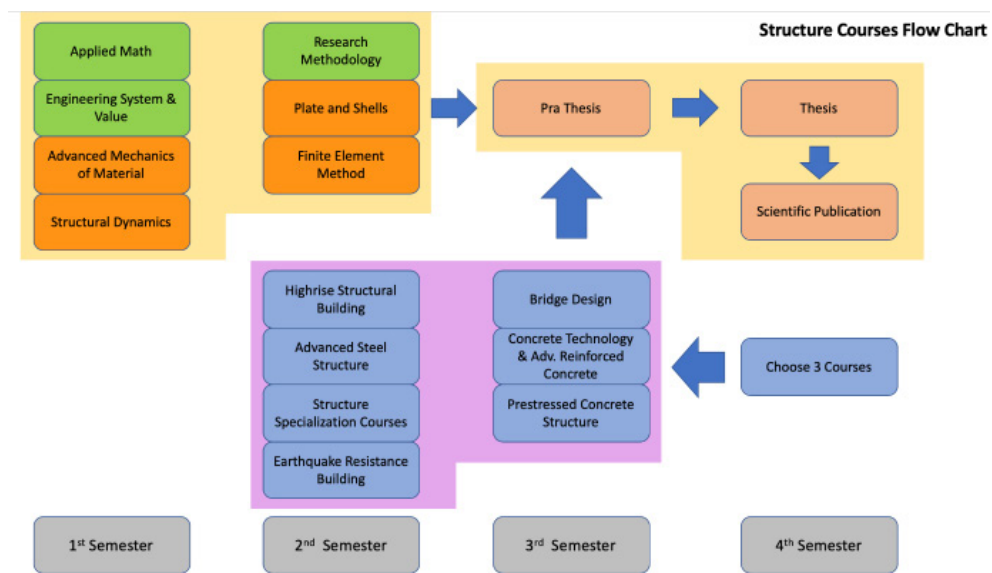 Structure Courses Flow Chart
Applied Math
Engineering System &
Value
Advanced Mechanics
of Material
Structural Dynamics
Research
Methodology
Plate and Shells
Finite Element
Method
Pra Thesis
Thesis
Scientific Publication
Highrise Structural
Building
Advanced Steel
Structure
Structure
Specialization Courses
Earthquake Resistance
Building
Bridge Design
Concrete Technology
& Adv. Reinforced
Concrete
Prestressed Concrete
Structure
Choose 3 Courses
1st Semester
2nd Semester
3rd Semester
4th Semester